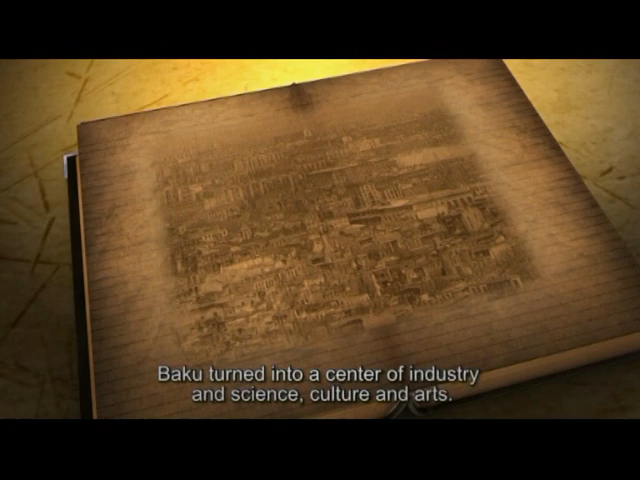 Baku turned into a center of industry
and science, culture and arts.